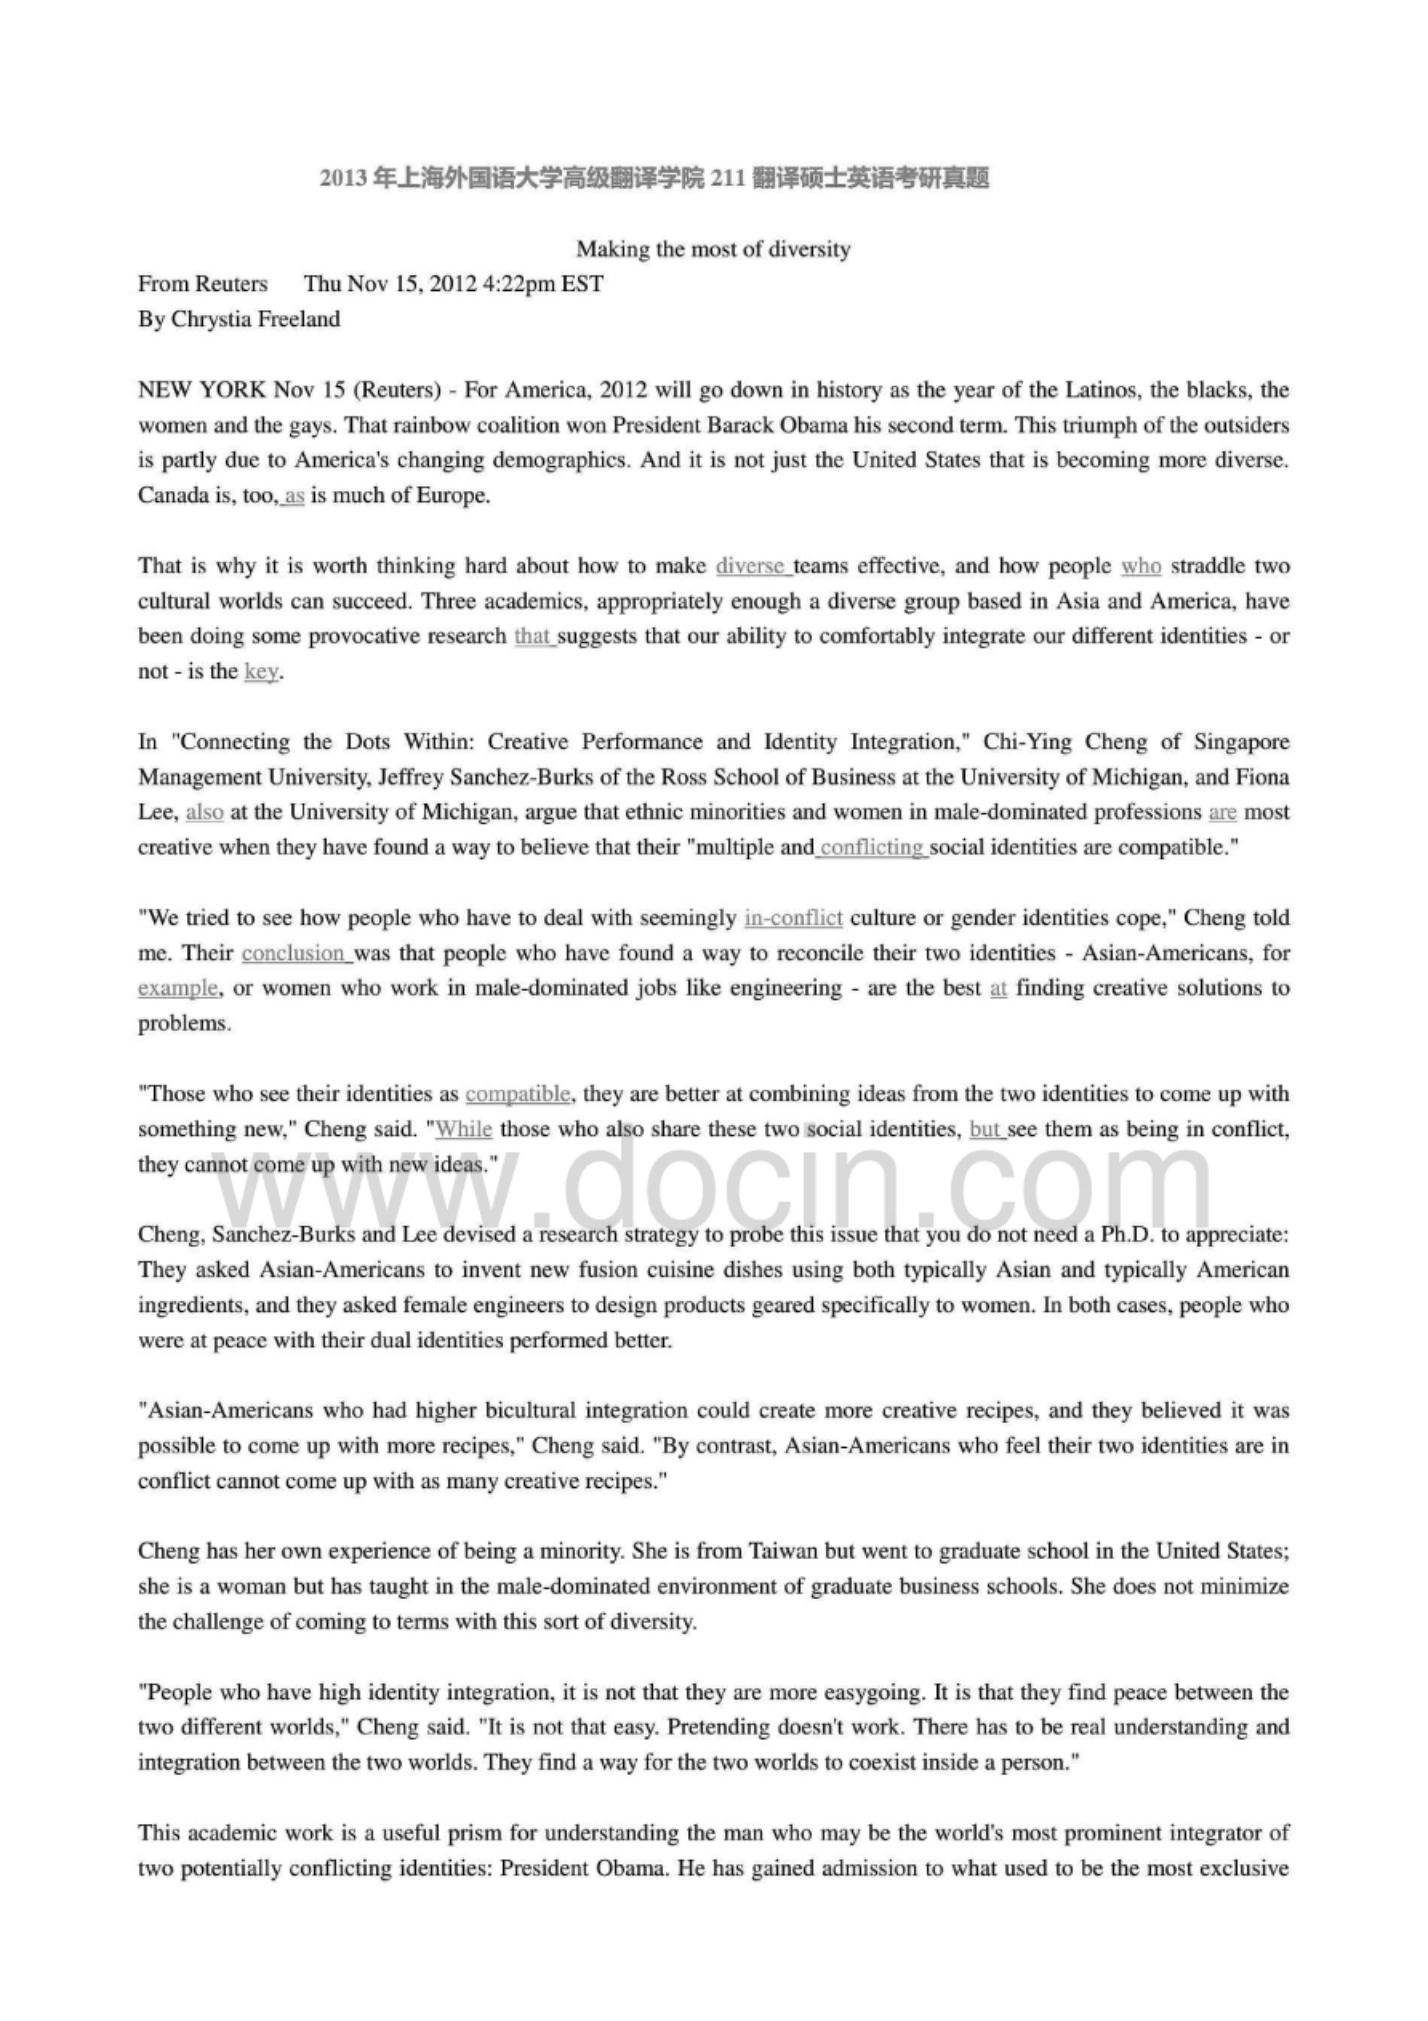 2013 年上海外国语大学高级翻译学院 211 翻译硕士英语考研真题
Making the most of diversity
From Reuters Thu Nov 15, 2012 4:22pm EST
By Chrystia Freeland
NEW YORK Nov 15 (Reuters) - For America, 2012 will go down in history as the year of the Latinos, the blacks, the
women and the gays. That rainbow coalition won President Barack Obama his second term. This triumph of the outsiders
is partly due to America's changing demographics. And it is not just the United States that is becoming more diverse.
Canada is, too, as is much of Europe.
That is why it is worth thinking hard about how to make diverse teams effective, and how people who straddle two
cultural worlds can succeed. Three academics, appropriately enough a diverse group based in Asia and America, have
been doing some provocative research that suggests that our ability to comfortably integrate our different identities - or
not - is the key.
In "Connecting the Dots Within: Creative Performance and Identity Integration," Chi-Ying Cheng of Singapore
Management University, Jeffrey Sanchez-Burks of the Ross School of Business at the University of Michigan, and Fiona
Lee, also at the University of Michigan, argue that ethnic minorities and women in male-dominated professions are most
creative when they have found a way to believe that their "multiple and conflicting social identities are compatible."
"We tried to see how people who have to deal with seemingly in-conflict culture or gender identities cope," Cheng told
me. Their conclusion was that people who have found a way to reconcile their two identities - Asian-Americans, for
example, or women who work in male-dominated jobs like engineering - are the best at finding creative solutions to
problems.
"Those who see their identities as compatible, they are better at combining ideas from the two identities to come up with
something new," Cheng said. "While those who also share these two social identities, but see them as being in conflict,
they cannot come up with new ideas."
www.docin.com
Cheng, Sanchez-Burks and Lee devised a research strategy to probe this issue that you do not need a Ph.D. to appreciate:
They asked Asian-Americans to invent new fusion cuisine dishes using both typically Asian and typically American
ingredients, and they asked female engineers to design products geared specifically to women. In both cases, people who
were at peace with their dual identities performed better.
"Asian-Americans who had higher bicultural integration could create more creative recipes, and they believed it was
possible to come up with more recipes," Cheng said. "By contrast, Asian-Americans who feel their two identities are in
conflict cannot come up with as many creative recipes."
Cheng has her own experience of being a minority. She is from Taiwan but went to graduate school in the United States;
she is a woman but has taught in the male-dominated environment of graduate business schools. She does not minimize
the challenge of coming to terms with this sort of diversity.
"People who have high identity integration, it is not that they are more easygoing. It is that they find peace between the
two different worlds," Cheng said. "It is not that easy. Pretending doesn't work. There has to be real understanding and
integration between the two worlds. They find a way for the two worlds to coexist inside a person."
This academic work is a useful prism for understanding the man who may be the world's most prominent integrator of
two potentially conflicting identities: President Obama. He has gained admission to what used to be the most exclusive